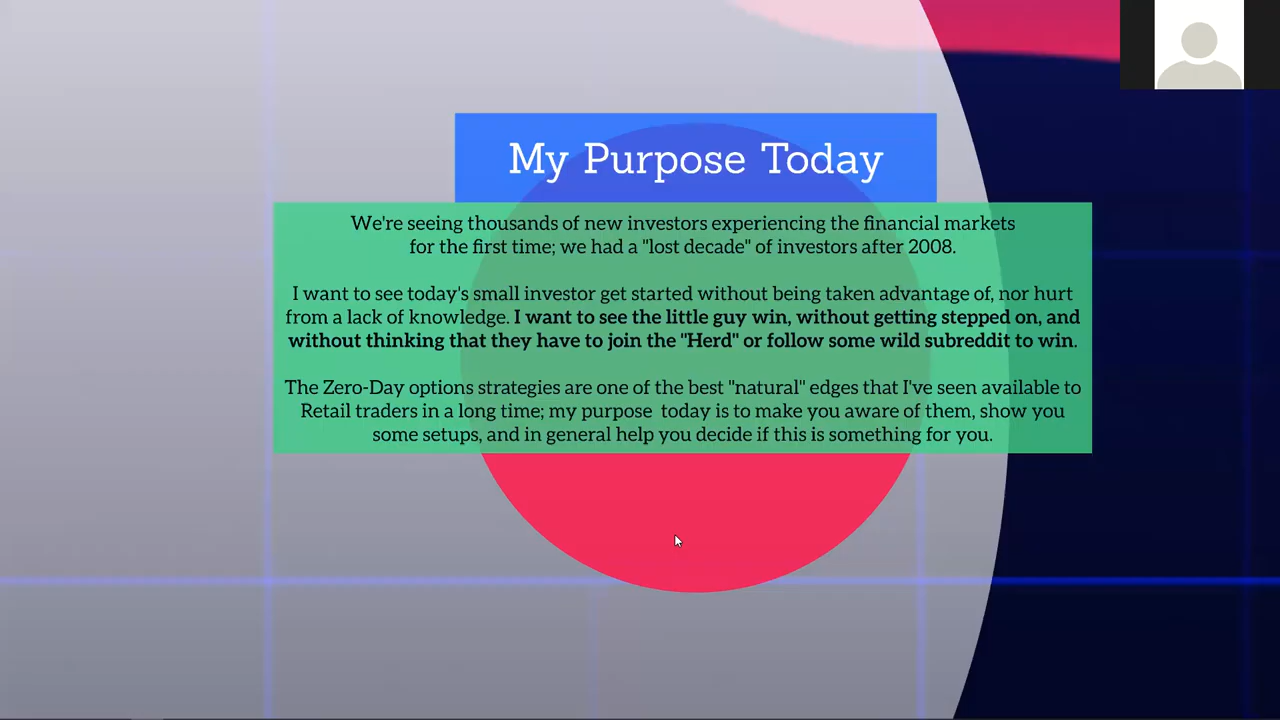 My Purpose Today
We're seeing thousands of new investors experiencing the financial markets
for the first time; we had a "lost decade" of investors after 2008.
I want to see today's small investor get started without being taken advantage of, nor hurt
from a lack of knowledge. I want to see the little guy win, without getting stepped on, and
without thinking that they have to join the "Herd" or follow some wild subreddit to win.
The Zero-Day options strategies are one of the best "natural" edges that I've seen available to
Retail traders in a long time; my purpose  today is to make you aware of them, show you
some setups, and in general help you decide if this is something for you.